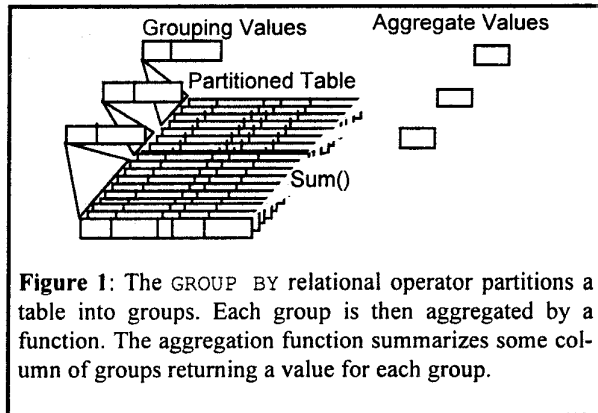 Grouping Values
Aggregate Values
Partitioned Table
Sum()
Figure 1: The GROUP BY relational operator partitions a
table into groups. Each group is then aggregated by a
function. The aggregation function summarizes some col-
umn of groups returning a value for each group.